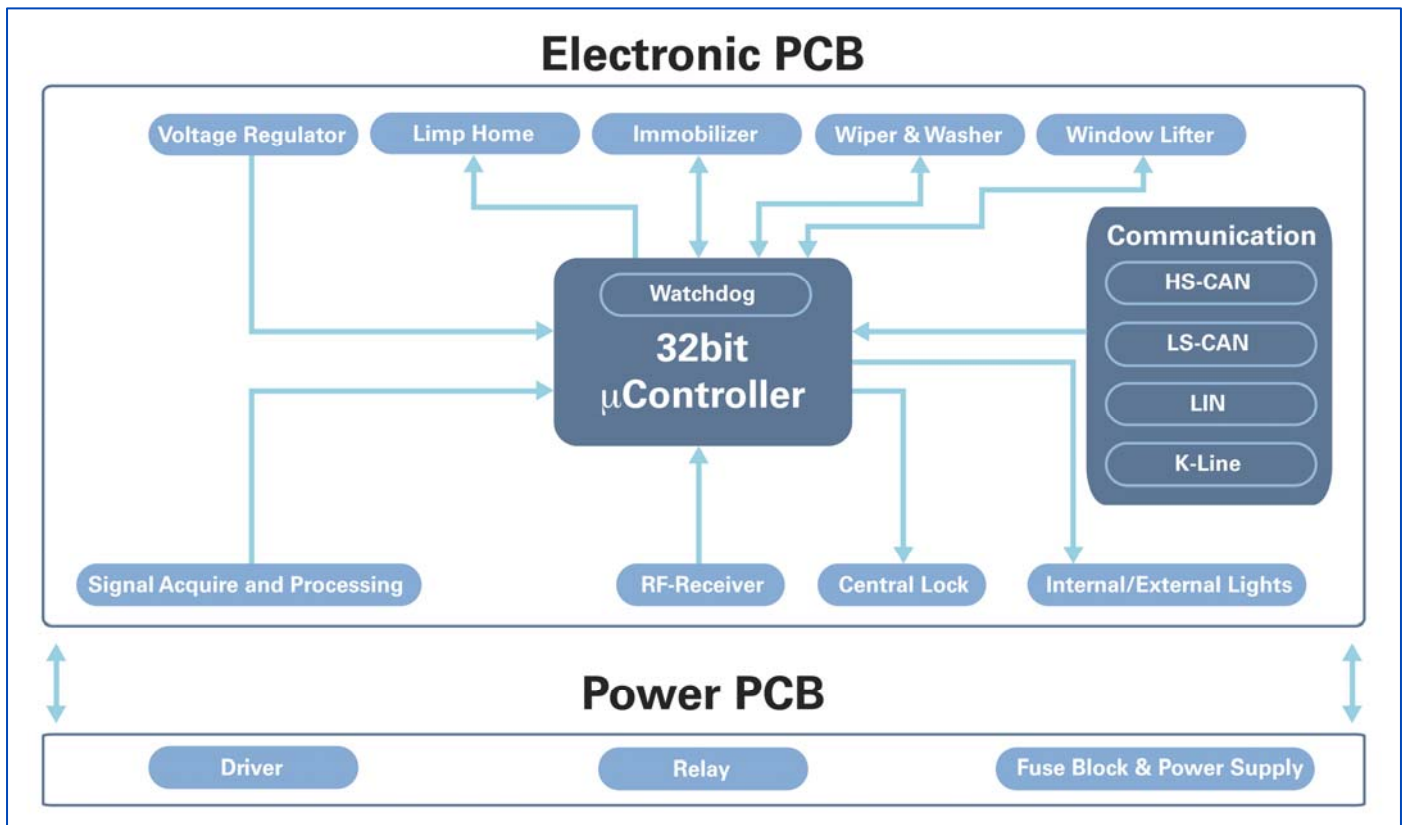 Electronic PCB
Voltage Regulator
Limp Home
Immobilizer
Wiper & Washer
Window Lifter
Communication
HS-CAN
LS-CAN
LIN
K-Line
Watchdog
32bit
μController
Signal Acquire and Processing
RF-Receiver
Central Lock
Internal/External Lights
Power PCB
Driver
Relay
Fuse Block & Power Supply